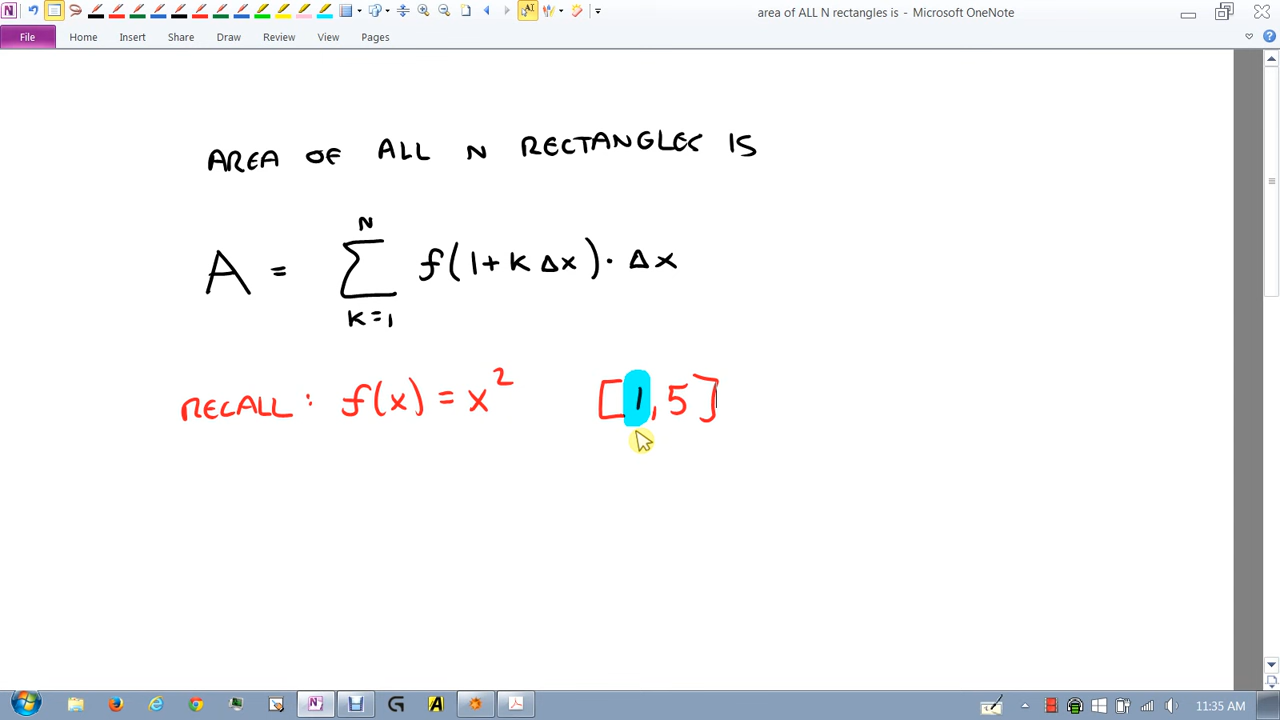 area of ALL N rectangles is - Microsoft OneNote
File Home Insert Share Draw Review View Pages
AREA OF ALL N RECTANGLES IS
N
A = ∑ f(1+K Δx)·Δx
K=1
RECALL: f(x) = x² [1,5]
11:35 AM